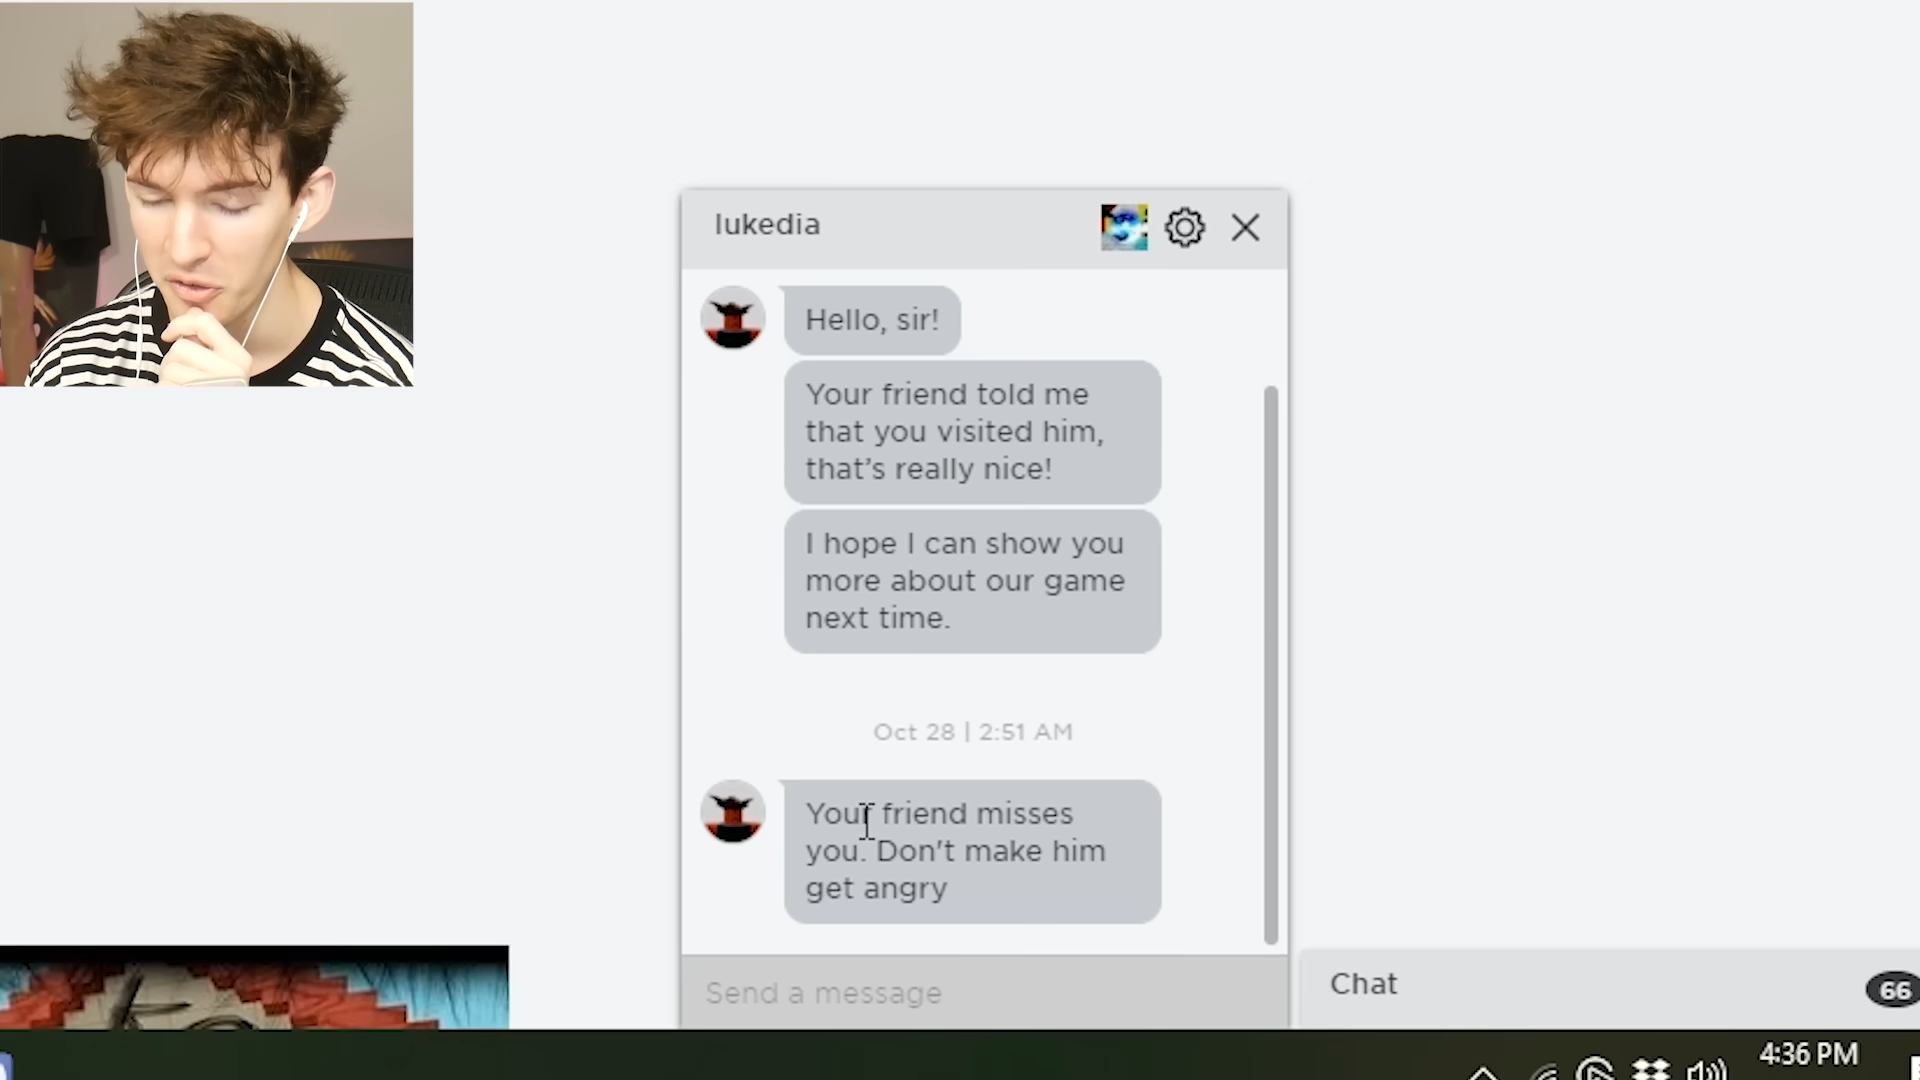 lukedia
Hello, sir!
Your friend told me
that you visited him,
that's really nice!
I hope I can show you
more about our game
next time.
Oct 28 | 2:51 AM
Your friend misses
you. Don't make him
get angry
Send a message
Chat
66
4:36 PM